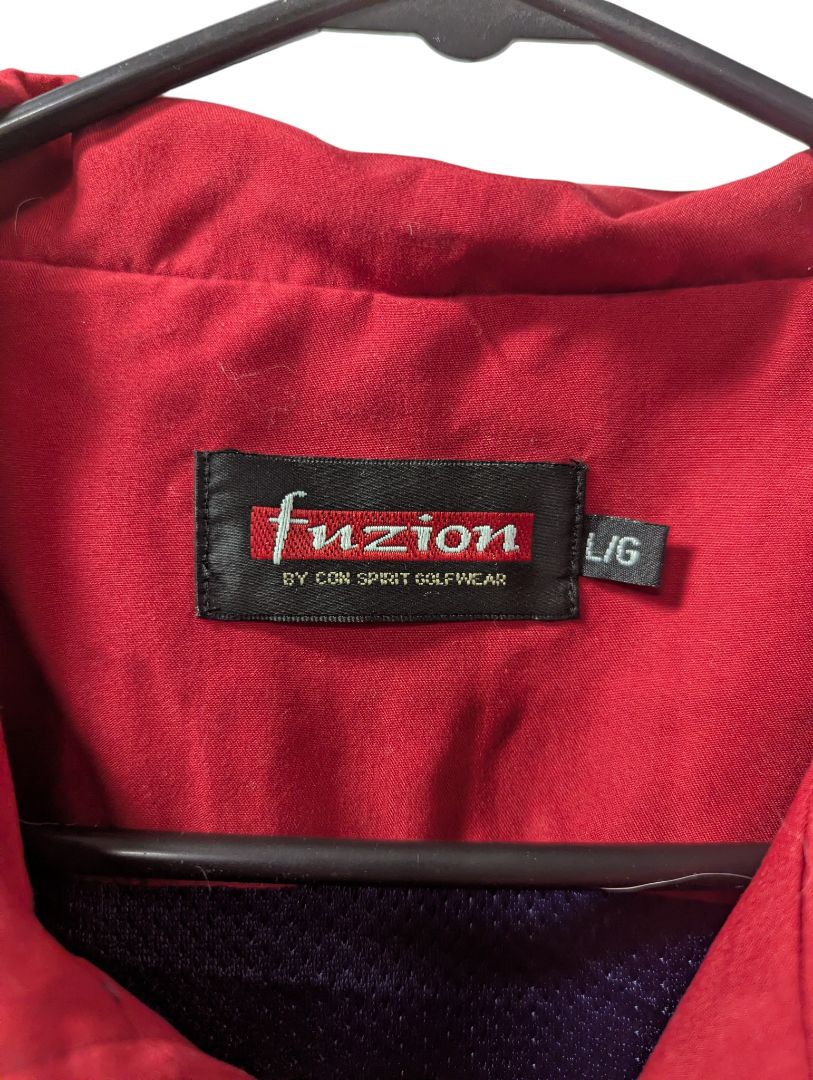 fuzion
BY CON SPIRIT GOLFWEAR
L/G